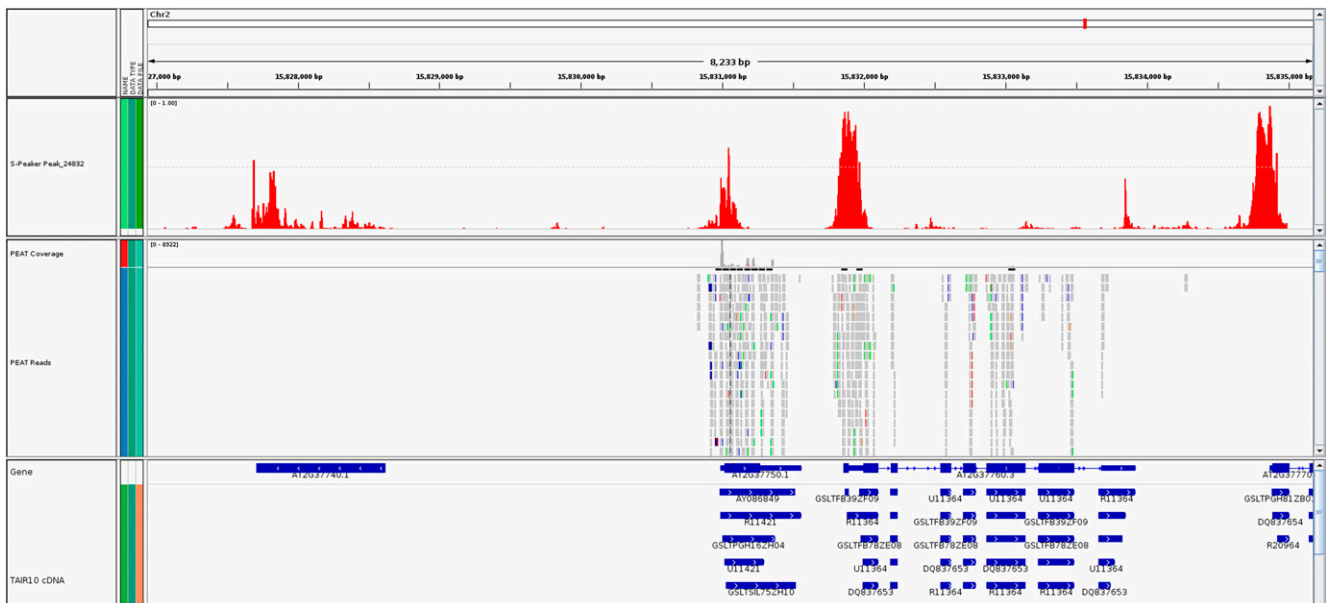 Chr2
NAME
DATA TYPE
DATA FILE
8,233 bp
27,000 bp 15,828,000 bp 15,829,000 bp 15,830,000 bp 15,831,000 bp 15,832,000 bp 15,833,000 bp 15,834,000 bp 15,835,000 bp
[0 - 1.00]
S-Peaker Peak_24832
[0 - 8922]
PEAT Coverage
PEAT Reads
Gene
AT2G37740.1 AT2G37750.1 AT2G37760.3 AT2G37770
AY086849 GSLTFB39ZF09 U11364 U11364 U11364 R11364 GSLTPGH81ZB0
R11421 R11364 GSLTFB39ZF09 GSLTFB39ZF09 DQ837654
GSLTPGH16ZH04 GSLTFB78ZE08 GSLTFB78ZE08 GSLTFB78ZE08 R20964
U11421 U11364 DQ837653 DQ837653 U11364
TAIR10 cDNA
GSLTSIL75ZH10 DQ837653 R11364 R11364 R11364 DQ837653